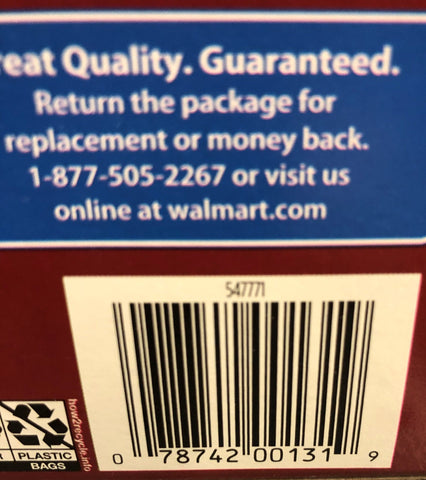 reat Quality. Guaranteed.
Return the package for
replacement or money back.
1-877-505-2267 or visit us
online at walmart.com
547771
0 78742 00131 9
how2recycle.info
PLASTIC
BAGS